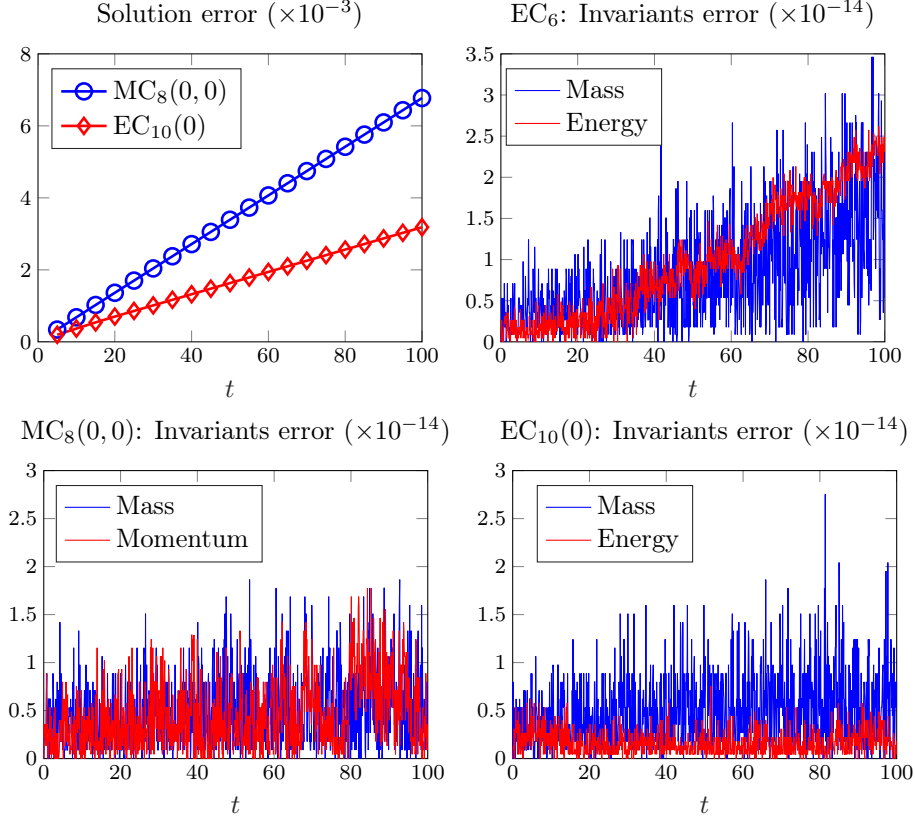 Solution error (×10⁻³)
8
6
4
2
0
0 20 40 60 80 100
t
MC₈(0, 0)
EC₁₀(0)
EC₆: Invariants error (×10⁻¹⁴)
3.5
3
2.5
2
1.5
1
0.5
0
0 20 40 60 80 100
t
Mass
Energy
MC₈(0, 0): Invariants error (×10⁻¹⁴)
3
2.5
2
1.5
1
0.5
0
0 20 40 60 80 100
t
Mass
Momentum
EC₁₀(0): Invariants error (×10⁻¹⁴)
3
2.5
2
1.5
1
0.5
0
0 20 40 60 80 100
t
Mass
Energy